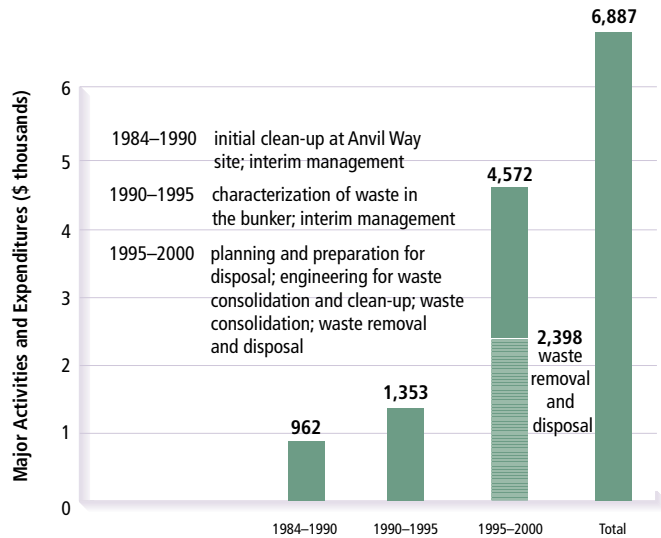 6,887
Major Activities and Expenditures ($ thousands)
6
5
4
3
2
1
0
1984–1990 initial clean-up at Anvil Way
site; interim management
1990–1995 characterization of waste in
the bunker; interim management
1995–2000 planning and preparation for
disposal; engineering for waste
consolidation and clean-up; waste
consolidation; waste removal
and disposal
4,572
2,398
waste
removal
and
disposal
1,353
962
1984–1990 1990–1995 1995–2000 Total